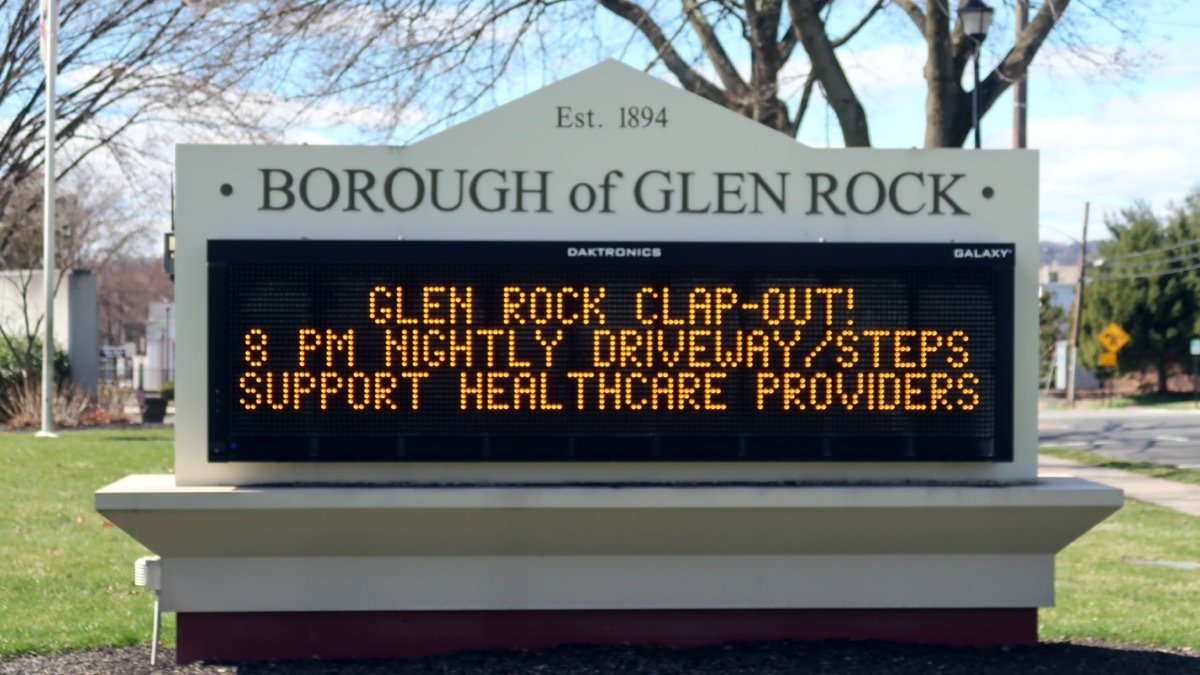 Est. 1894
• BOROUGH of GLEN ROCK •
DAKTRONICS GALAXY
GLEN ROCK CLAP-OUT!
8 PM NIGHTLY DRIVEWAY/STEPS
SUPPORT HEALTHCARE PROVIDERS